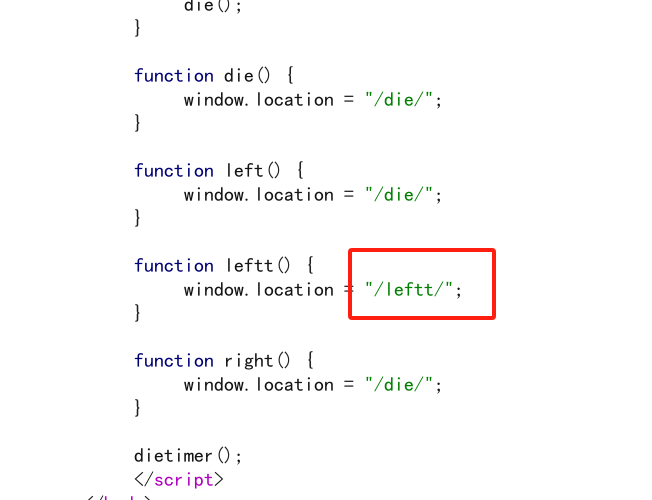 die();
}
function die() {
window.location = "/die/";
}
function left() {
window.location = "/die/";
}
function leftt() {
window.location = "/leftt/";
}
function right() {
window.location = "/die/";
}
dietimer();
</script>